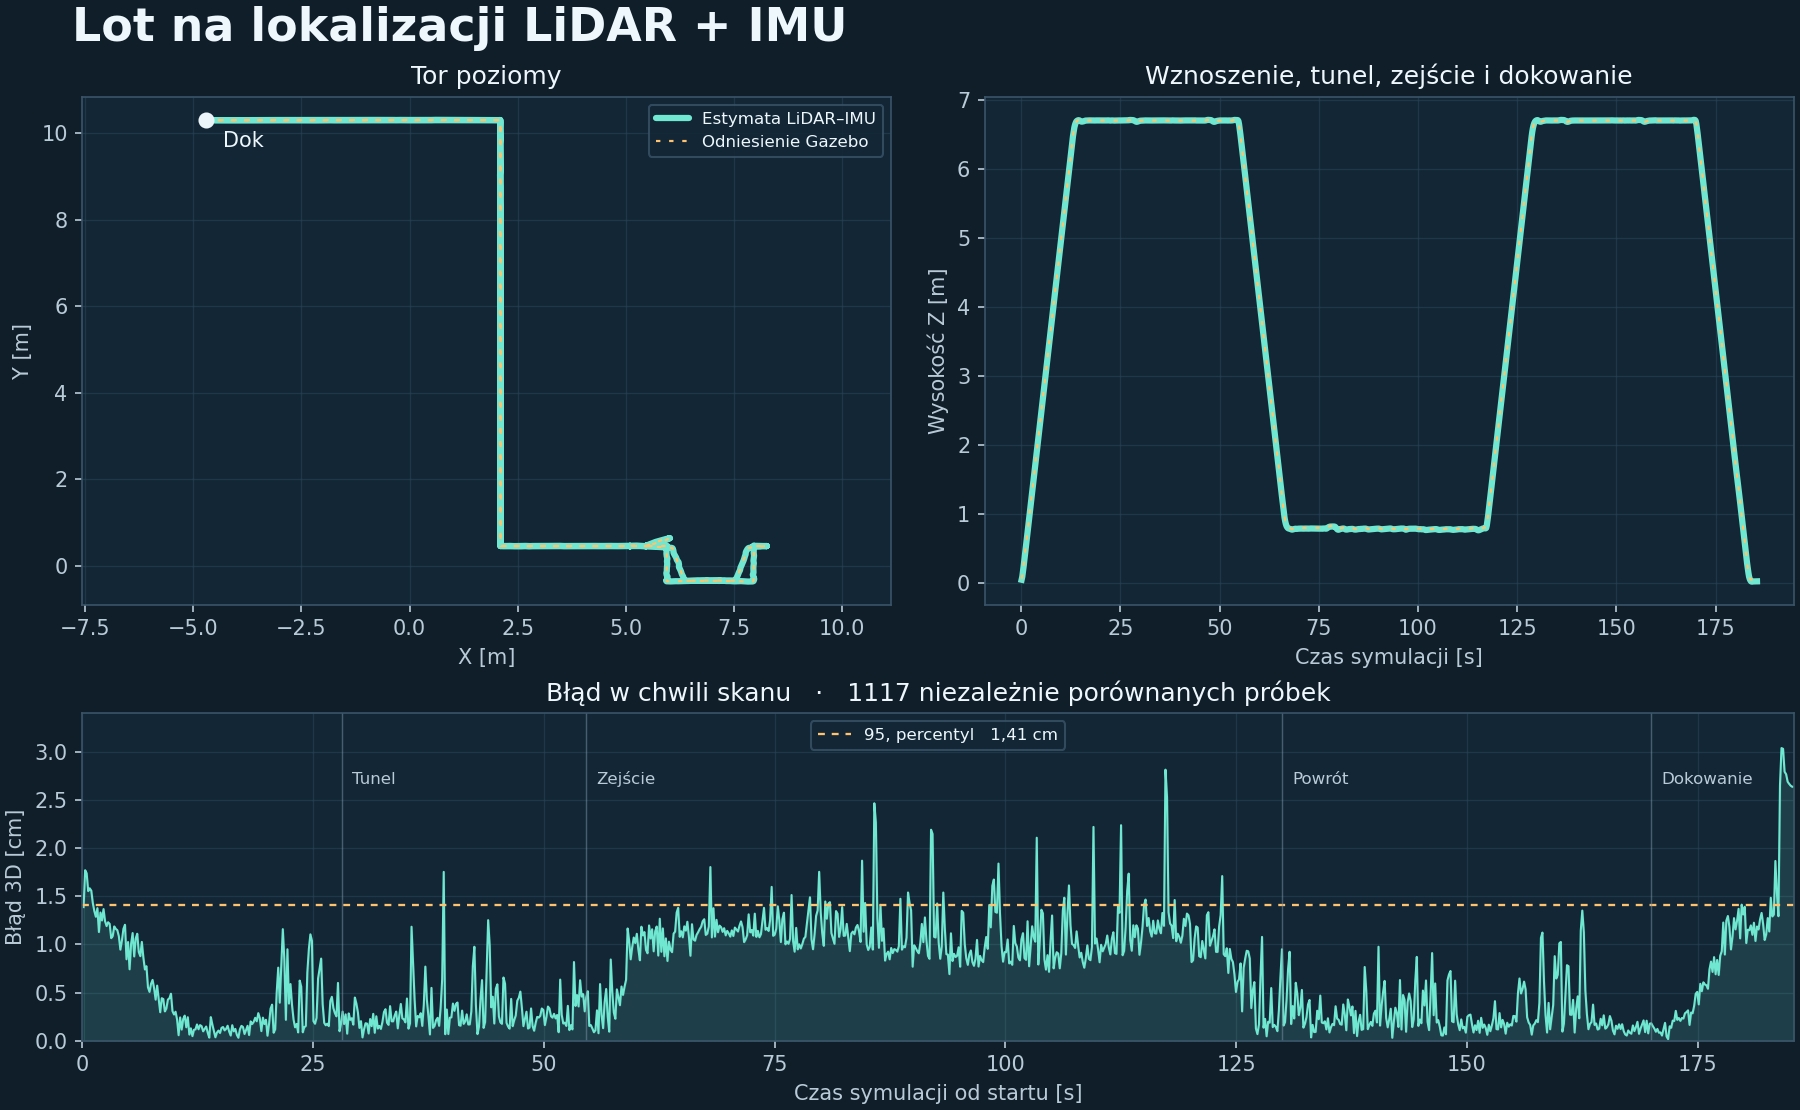 Lot na lokalizacji LiDAR + IMU
Tor poziomy
Dok
Estymata LiDAR–IMU
Odniesienie Gazebo
10
8
6
4
2
0
Y [m]
−7.5 −5.0 −2.5 0.0 2.5 5.0 7.5 10.0
X [m]
Wznoszenie, tunel, zejście i dokowanie
7
6
5
4
3
2
1
0
Wysokość Z [m]
0 25 50 75 100 125 150 175
Czas symulacji [s]
Błąd w chwili skanu · 1117 niezależnie porównanych próbek
95, percentyl 1,41 cm
Tunel
Zejście
Powrót
Dokowanie
3.0
2.5
2.0
1.5
1.0
0.5
0.0
Błąd 3D [cm]
0 25 50 75 100 125 150 175
Czas symulacji od startu [s]